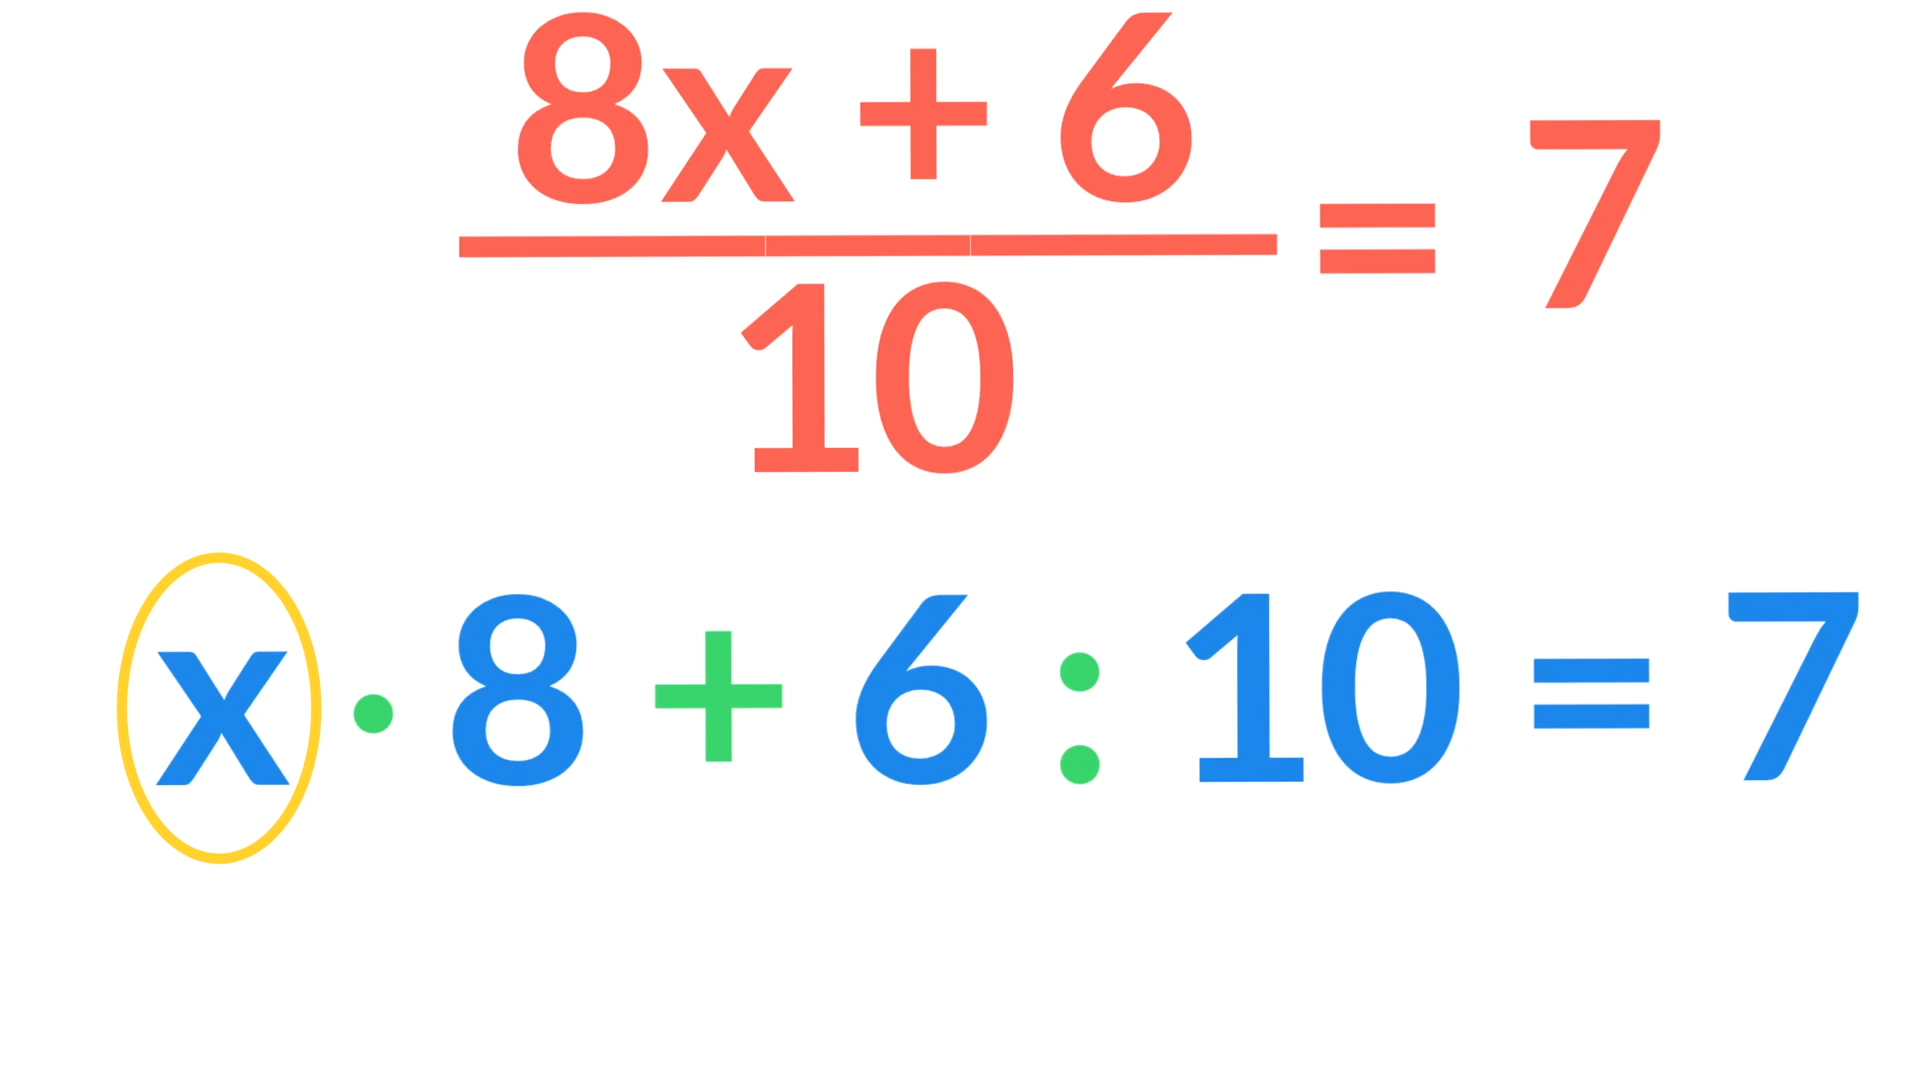 8x + 6
10
= 7
x · 8 + 6 : 10 = 7